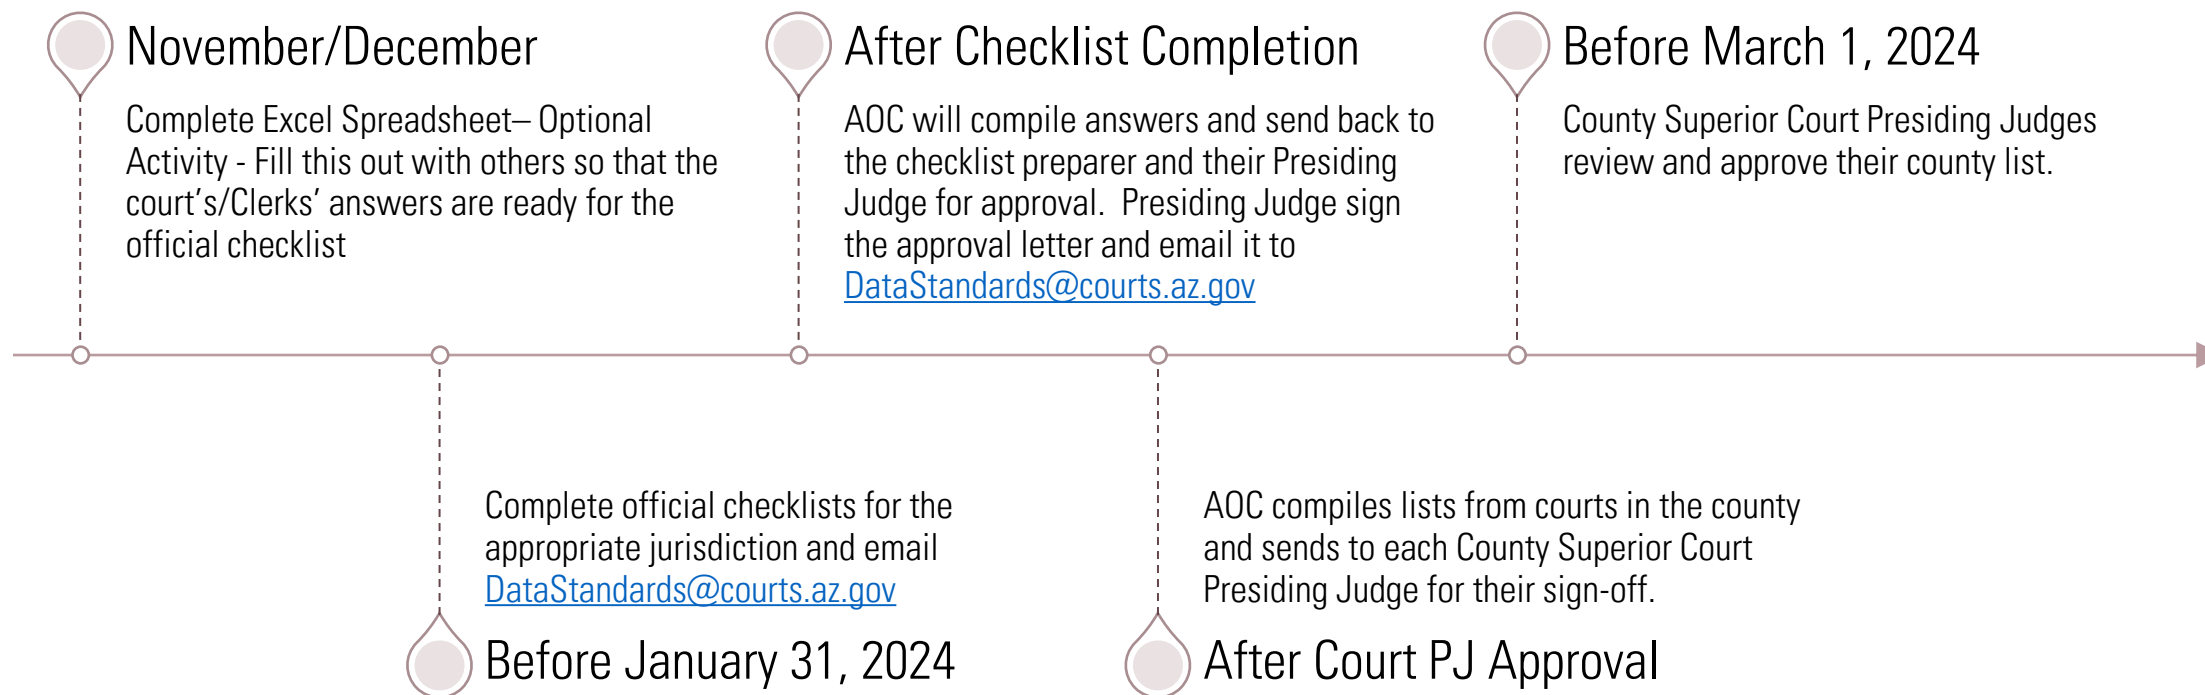 November/December
Complete Excel Spreadsheet– Optional
Activity - Fill this out with others so that the
court’s/Clerks’ answers are ready for the
official checklist
Complete official checklists for the
appropriate jurisdiction and email
DataStandards@courts.az.gov
Before January 31, 2024
After Checklist Completion
AOC will compile answers and send back to
the checklist preparer and their Presiding
Judge for approval.  Presiding Judge sign
the approval letter and email it to
DataStandards@courts.az.gov
AOC compiles lists from courts in the county
and sends to each County Superior Court
Presiding Judge for their sign-off.
After Court PJ Approval
Before March 1, 2024
County Superior Court Presiding Judges
review and approve their county list.